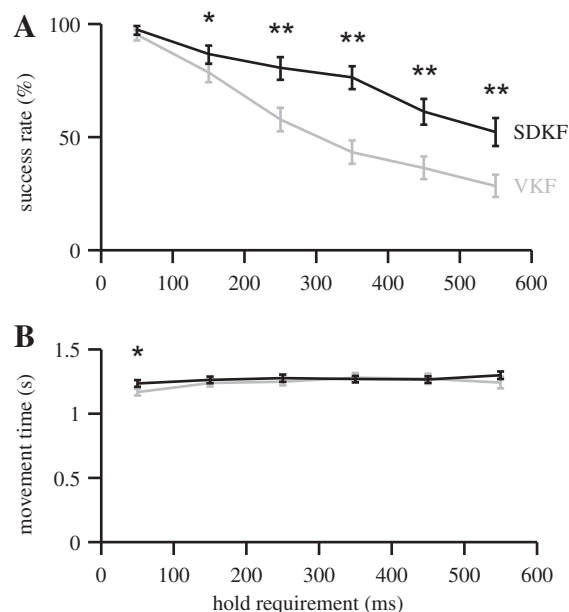 A
success rate (%)
100
50
0
* ** ** ** **
SDKF
VKF
0 100 200 300 400 500 600
B
movement time (s)
1.5
1
0.5
0
*
0 100 200 300 400 500 600
hold requirement (ms)